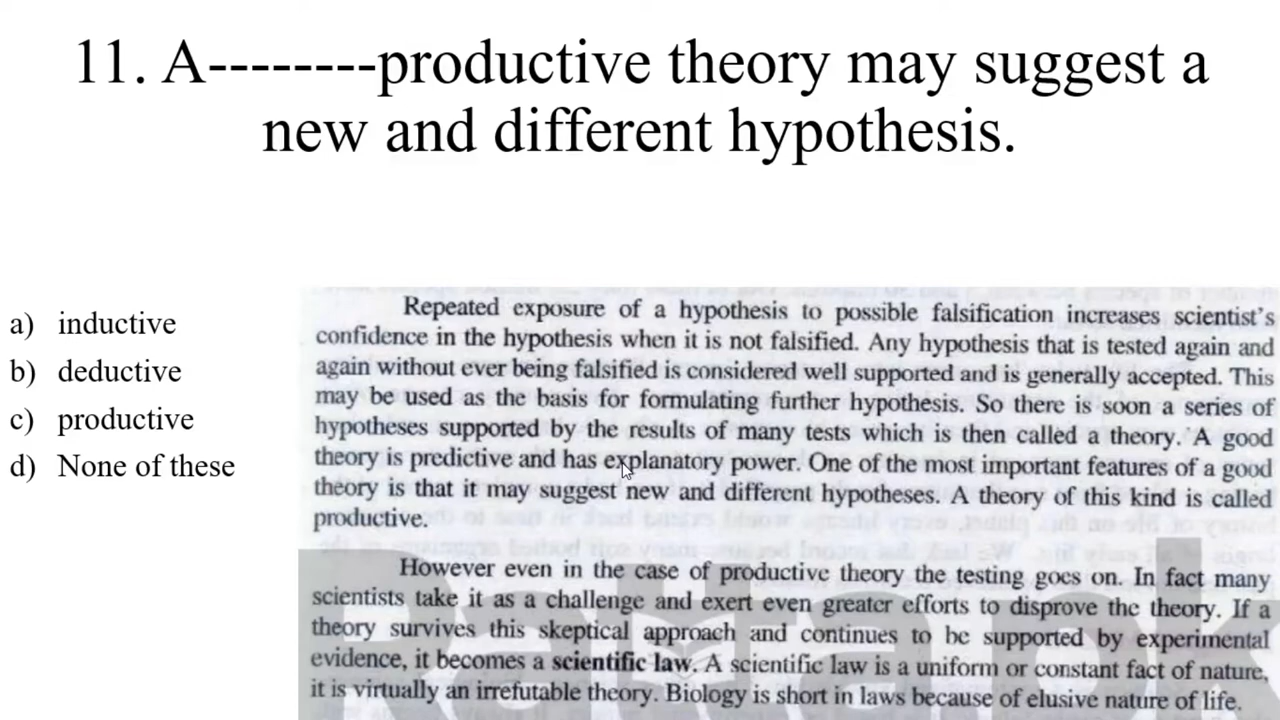 11. A--------productive theory may suggest a
new and different hypothesis.
a) inductive
b) deductive
c) productive
d) None of these
Repeated exposure of a hypothesis to possible falsification increases scientist's
confidence in the hypothesis when it is not falsified. Any hypothesis that is tested again and
again without ever being falsified is considered well supported and is generally accepted. This
may be used as the basis for formulating further hypothesis. So there is soon a series of
hypotheses supported by the results of many tests which is then called a theory. A good
theory is predictive and has explanatory power. One of the most important features of a good
theory is that it may suggest new and different hypotheses. A theory of this kind is called
productive.
However even in the case of productive theory the testing goes on. In fact many
scientists take it as a challenge and exert even greater efforts to disprove the theory. If a
theory survives this skeptical approach and continues to be supported by experimental
evidence, it becomes a scientific law. A scientific law is a uniform or constant fact of nature,
it is virtually an irrefutable theory. Biology is short in laws because of elusive nature of life.